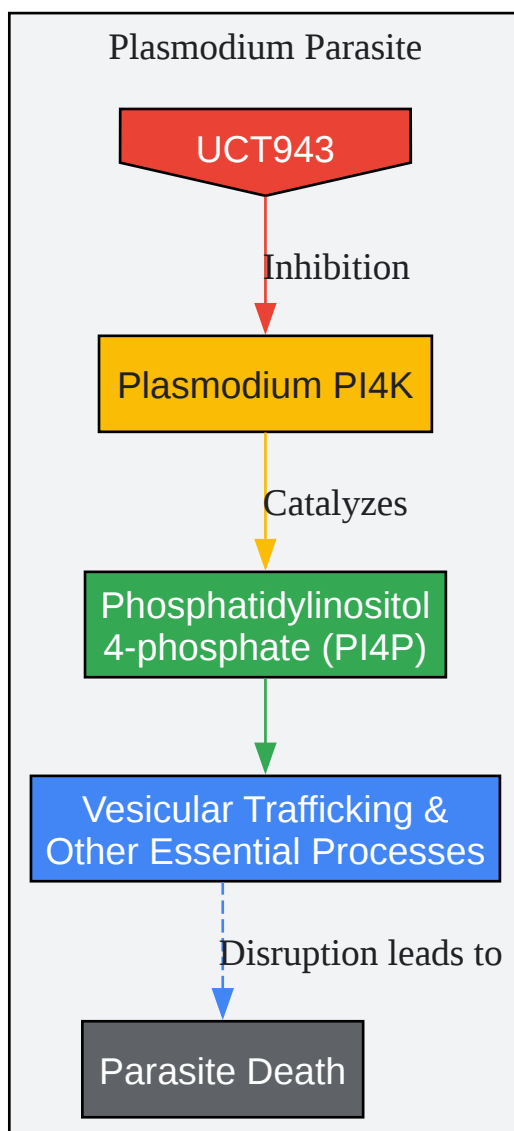 Plasmodium Parasite
UCT943
Inhibition
Plasmodium PI4K
Catalyzes
Phosphatidylinositol
4-phosphate (PI4P)
Vesicular Trafficking &
Other Essential Processes
Disruption leads to
Parasite Death